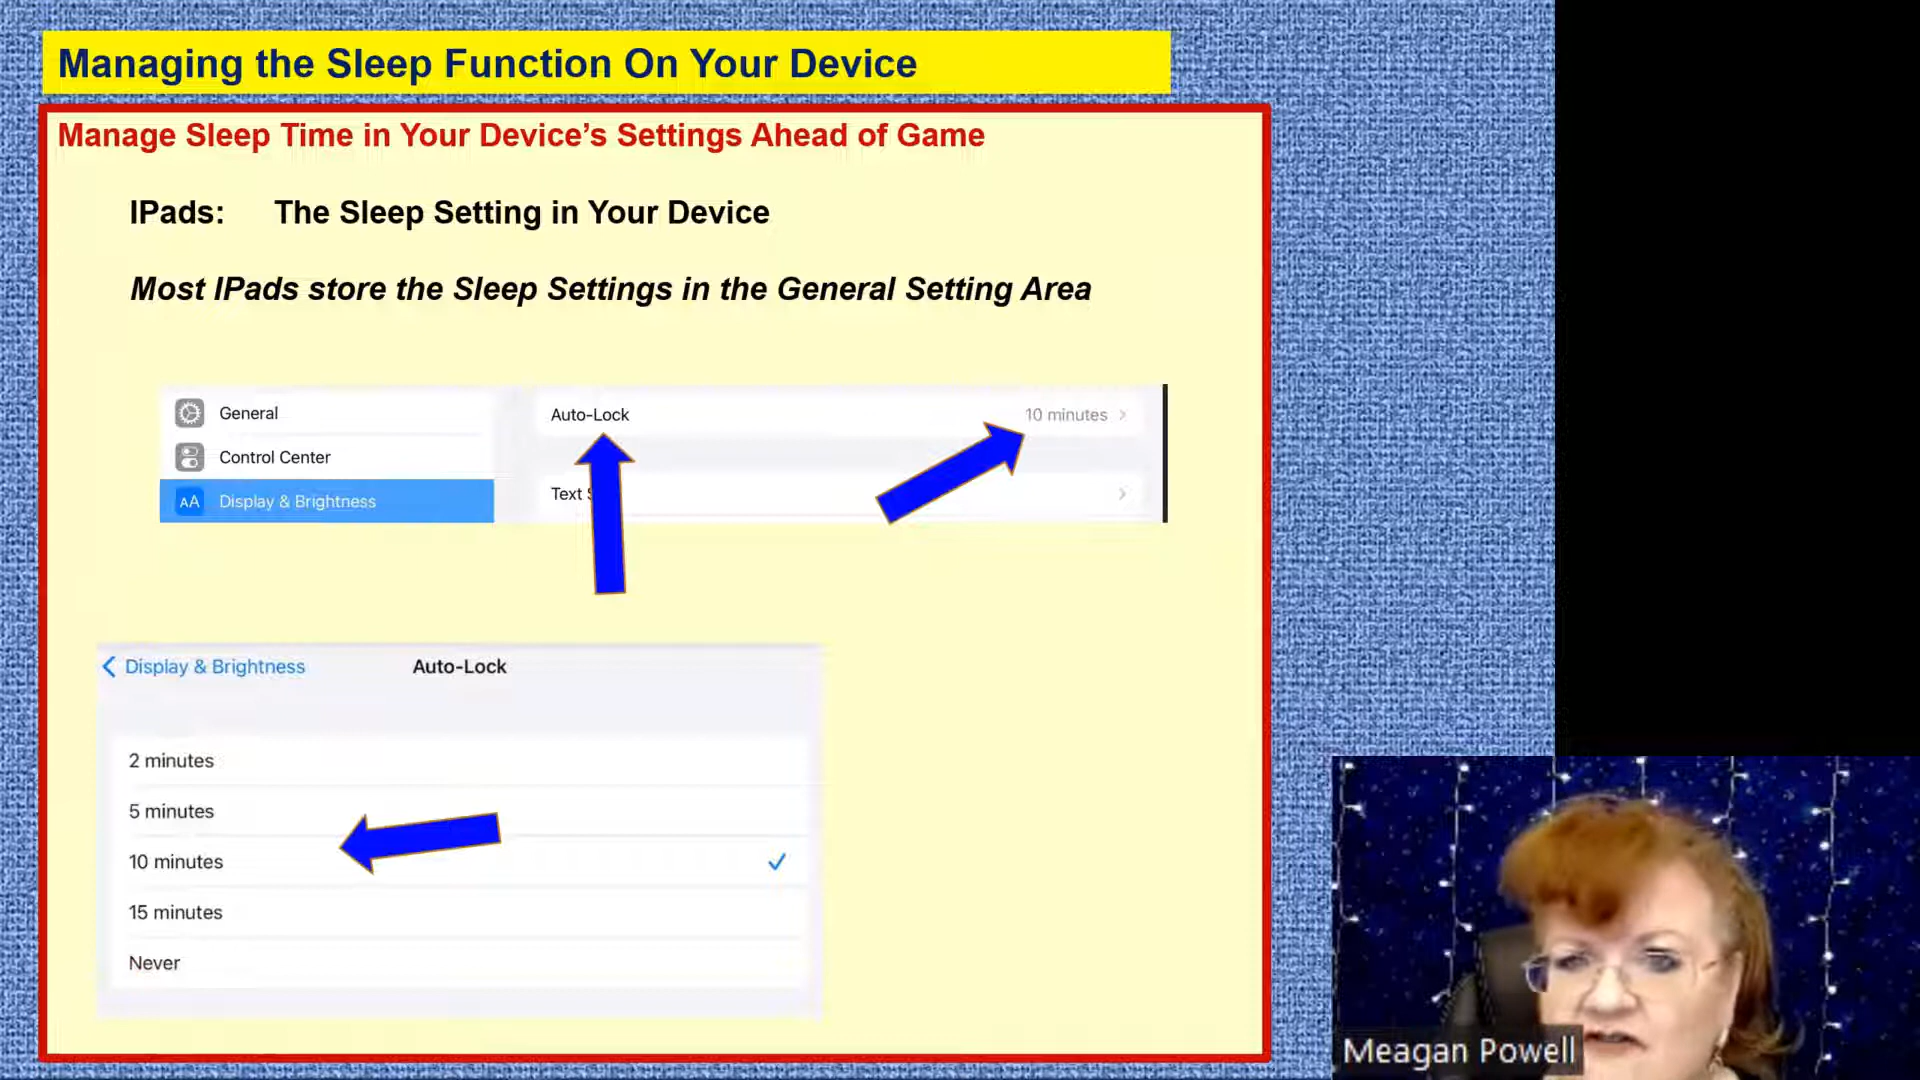 Managing the Sleep Function On Your Device
Manage Sleep Time in Your Device’s Settings Ahead of Game
IPads: The Sleep Setting in Your Device
Most IPads store the Sleep Settings in the General Setting Area
General
Auto-Lock 10 minutes
Control Center
Display & Brightness
Text
Display & Brightness Auto-Lock
2 minutes
5 minutes
10 minutes
15 minutes
Never
Meagan Powell